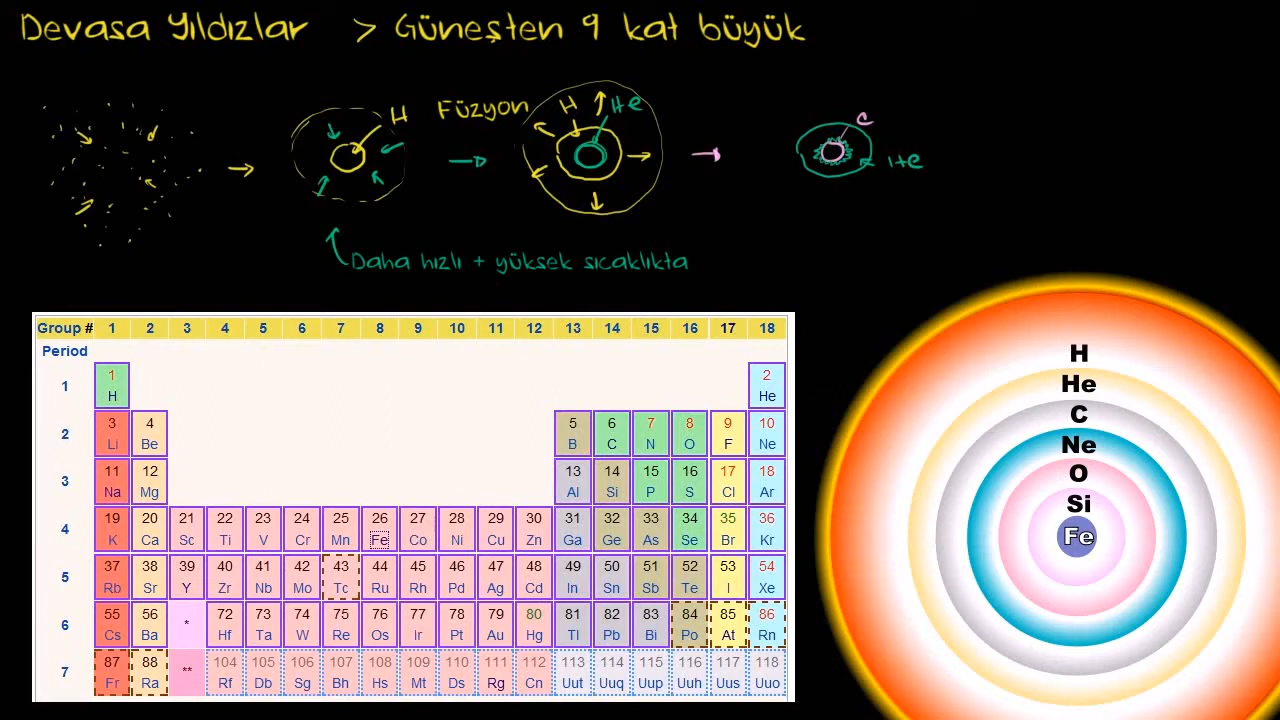 Devasa Yıldızlar > Güneşten 9 kat büyük
H Füzyon H He C
He
Daha hızlı + yüksek sıcaklıkta
Group # 1 2 3 4 5 6 7 8 9 10 11 12 13 14 15 16 17 18
Period
1 1 H 2 He
2 3 Li 4 Be 5 B 6 C 7 N 8 O 9 F 10 Ne
3 11 Na 12 Mg 13 Al 14 Si 15 P 16 S 17 Cl 18 Ar
4 19 K 20 Ca 21 Sc 22 Ti 23 V 24 Cr 25 Mn 26 Fe 27 Co 28 Ni 29 Cu 30 Zn 31 Ga 32 Ge 33 As 34 Se 35 Br 36 Kr
5 37 Rb 38 Sr 39 Y 40 Zr 41 Nb 42 Mo 43 Tc 44 Ru 45 Rh 46 Pd 47 Ag 48 Cd 49 In 50 Sn 51 Sb 52 Te 53 I 54 Xe
6 55 Cs 56 Ba * 72 Hf 73 Ta 74 W 75 Re 76 Os 77 Ir 78 Pt 79 Au 80 Hg 81 Tl 82 Pb 83 Bi 84 Po 85 At 86 Rn
7 87 Fr 88 Ra ** 104 Rf 105 Db 106 Sg 107 Bh 108 Hs 109 Mt 110 Ds 111 Rg 112 Cn 113 Uut 114 Uuq 115 Uup 116 Uuh 117 Uus 118 Uuo
H
He
C
Ne
O
Si
Fe